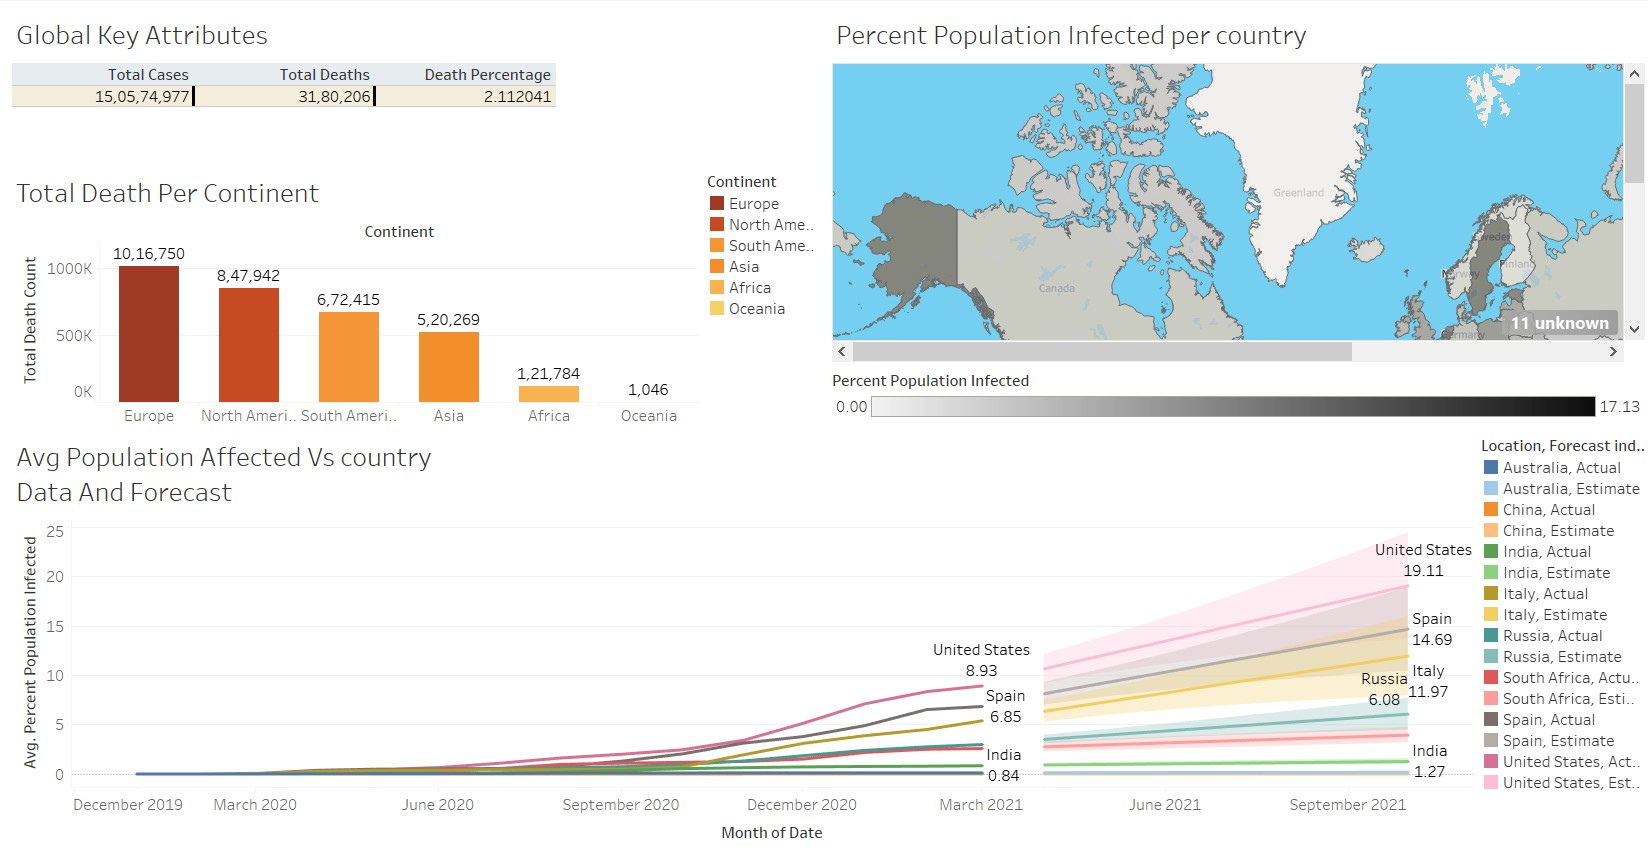 Global Key Attributes
Total Cases Total Deaths Death Percentage
15,05,74,977 31,80,206 2.112041
Total Death Per Continent
Continent
Total Death Count
1000K
500K
0K
10,16,750
8,47,942
6,72,415
5,20,269
1,21,784
1,046
Europe North Ameri.. South Ameri.. Asia Africa Oceania
Continent
Europe
North Ame..
South Ame..
Asia
Africa
Oceania
Percent Population Infected per country
Greenland
Canada
Sweden
Norway
Finland
Germany
11 unknown
Percent Population Infected
0.00 17.13
Avg Population Affected Vs country
Data And Forecast
Avg. Percent Population Infected
25
20
15
10
5
0
United States
8.93
Spain
6.85
India
0.84
United States
19.11
Spain
14.69
Italy
11.97
Russia
6.08
India
1.27
December 2019 March 2020 June 2020 September 2020 December 2020 March 2021 June 2021 September 2021
Month of Date
Location, Forecast ind..
Australia, Actual
Australia, Estimate
China, Actual
China, Estimate
India, Actual
India, Estimate
Italy, Actual
Italy, Estimate
Russia, Actual
Russia, Estimate
South Africa, Actu..
South Africa, Esti..
Spain, Actual
Spain, Estimate
United States, Act..
United States, Est..